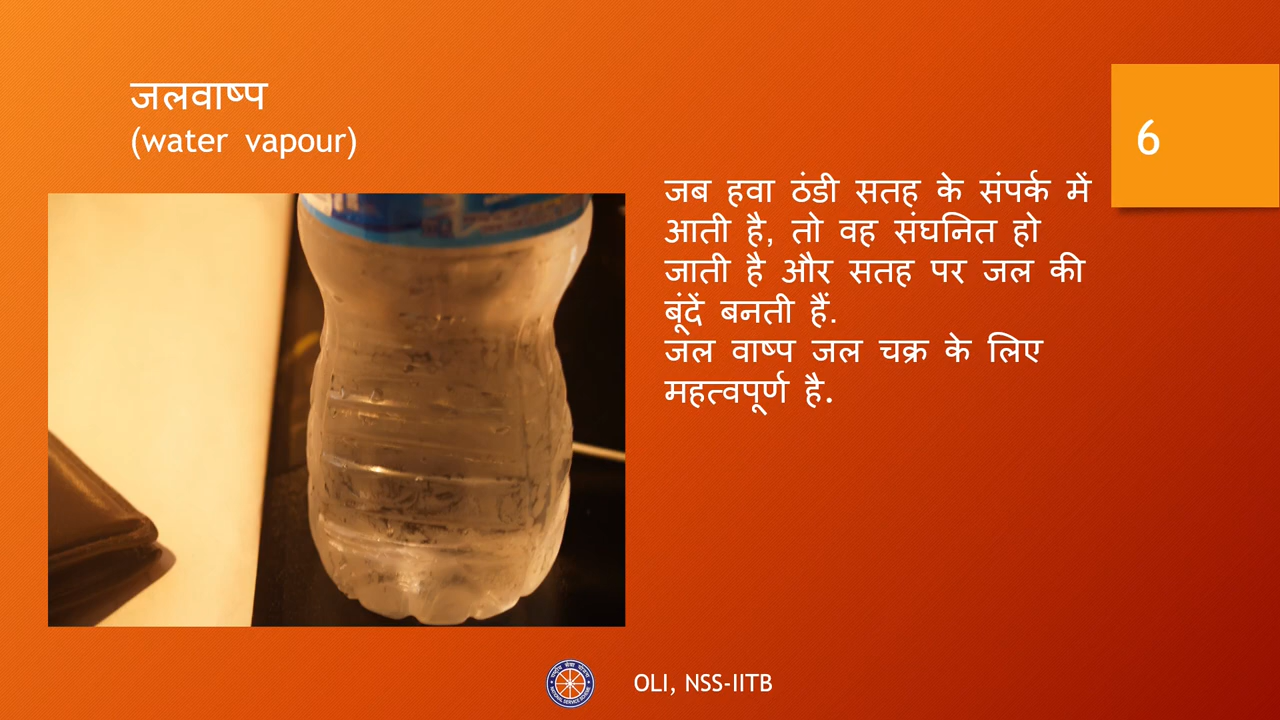 जलवाष्प
(water vapour)
6
जब हवा ठंडी सतह के संपर्क में
आती है, तो वह संघनित हो
जाती है और सतह पर जल की
बूंदें बनती हैं.
जल वाष्प जल चक्र के लिए
महत्वपूर्ण है.
OLI, NSS-IITB